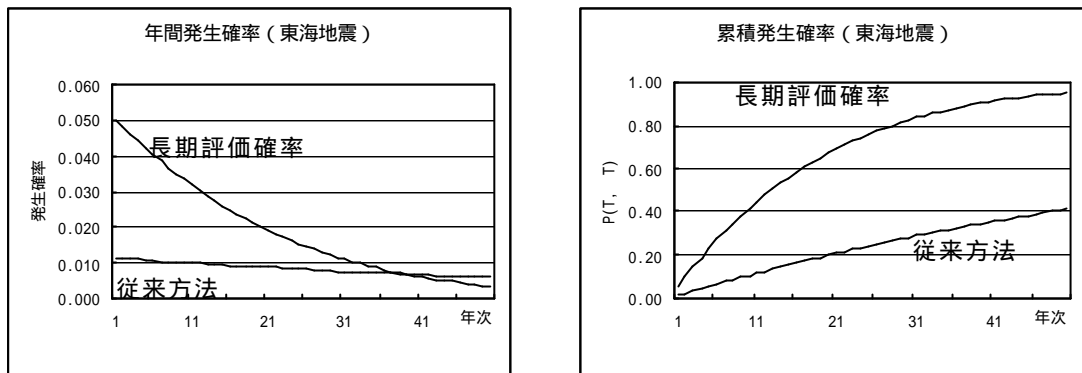 年間発生確率（東海地震）
0.060
0.050
0.040
0.030
0.020
0.010
0.000
発生確率
長期評価確率
従来方法
1 11 21 31 41 年次
累積発生確率（東海地震）
1.00
0.80
0.60
0.40
0.20
0.00
P(T, T)
長期評価確率
従来方法
1 11 21 31 41 年次